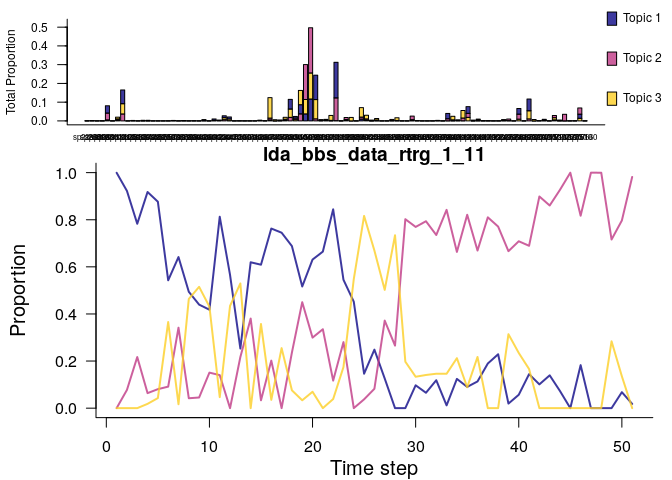 Total Proportion
0.5
0.4
0.3
0.2
0.1
0.0
Topic 1
Topic 2
Topic 3
lda_bbs_data_rtrg_1_11
Proportion
1.0
0.8
0.6
0.4
0.2
0.0
0 10 20 30 40 50
Time step